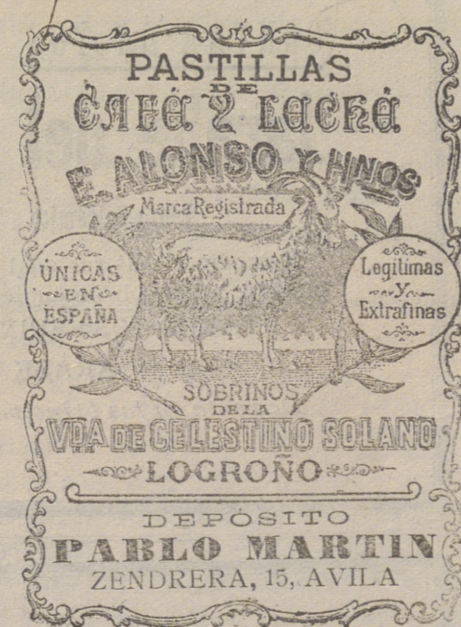 PASTILLAS
DE
CAFÉ Y LECHE
E. ALONSO Y HNOS
Marca Registrada
ÚNICAS
EN
ESPAÑA
Legitimas
Y
Extrafinas
SOBRINOS
DE LA
VDA DE CELESTINO SOLANO
LOGROÑO
DEPÓSITO
PABLO MARTIN
ZENDRERA, 15, AVILA